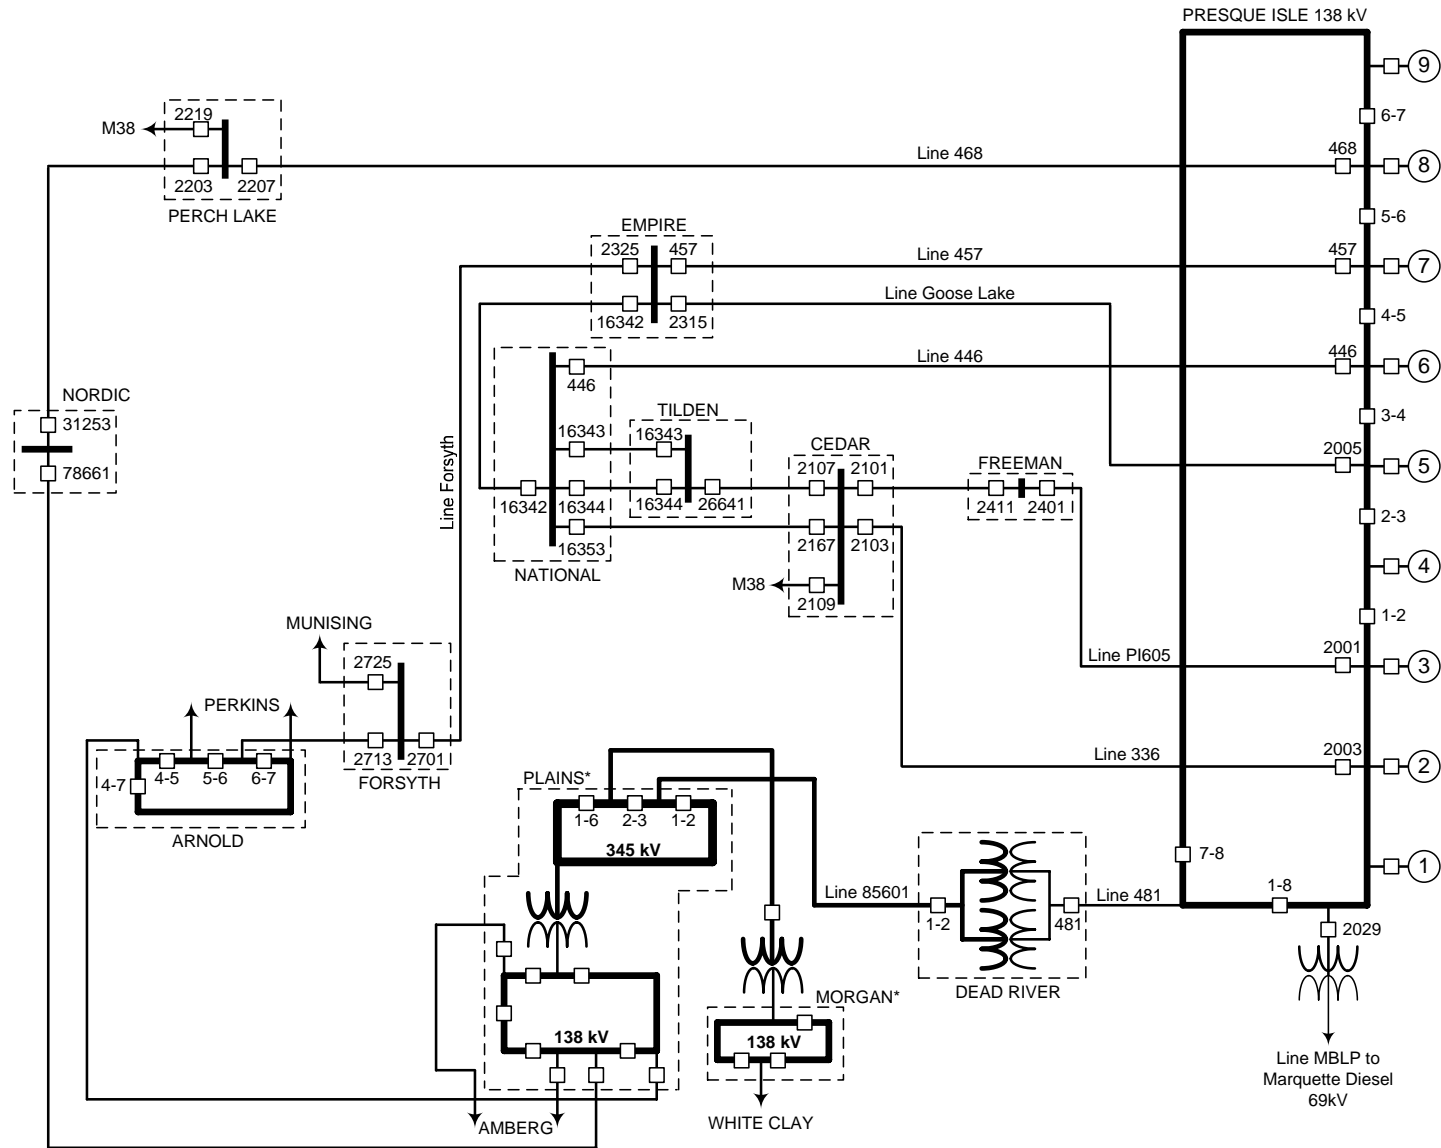 PRESQUE ISLE 138 kV
9
6-7
2219
M38
468
8
Line 468
2203
2207
PERCH LAKE
5-6
EMPIRE
2325
457
Line 457
457
7
Line Goose Lake
16342
2315
4-5
Line 446
446
6
446
NORDIC
31253
TILDEN
3-4
16343
16343
CEDAR
2107
2101
FREEMAN
2005
5
78661
Line Forsyth
16342
16344
16344
26641
2411
2401
2-3
16353
2167
2103
NATIONAL
M38
2109
4
MUNISING
1-2
2725
Line PI605
2001
3
PERKINS
2713
2701
FORSYTH
Line 336
2003
2
4-7
4-5
5-6
6-7
ARNOLD
PLAINS*
1-6
2-3
1-2
345 kV
7-8
1
Line 85601
1-2
481
Line 481
1-8
2029
DEAD RIVER
MORGAN*
138 kV
138 kV
Line MBLP to
Marquette Diesel
69kV
AMBERG
WHITE CLAY